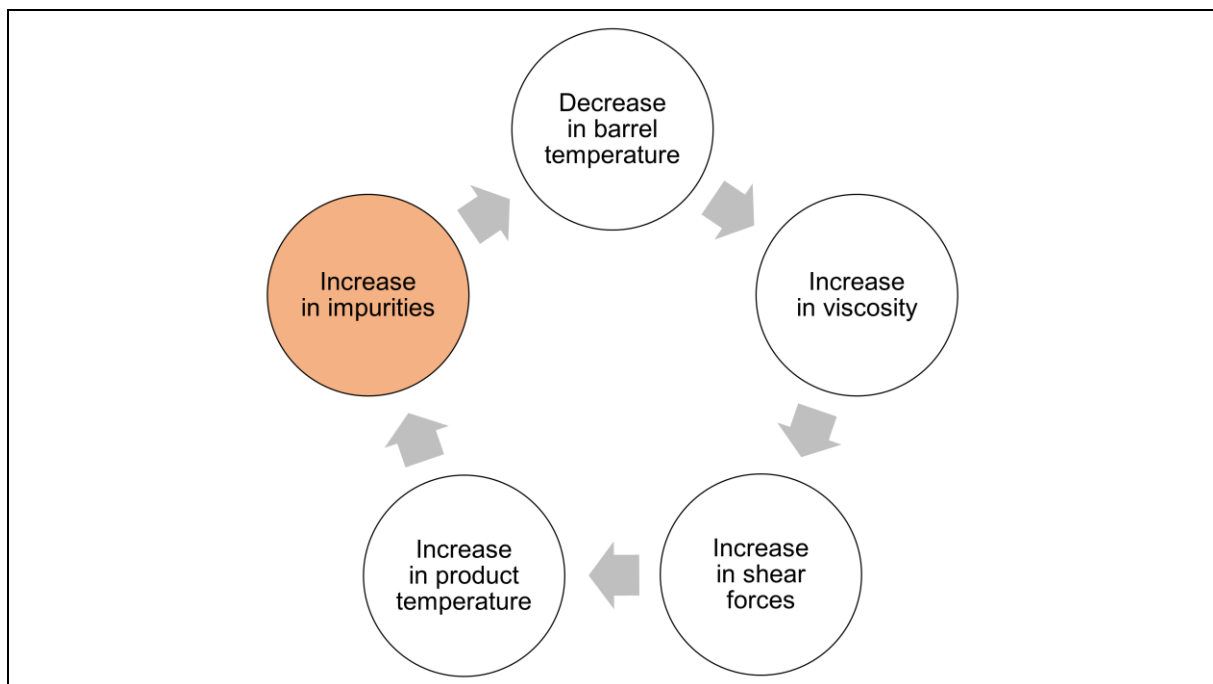 Decrease
in barrel
temperature
Increase
in viscosity
Increase
in shear
forces
Increase
in product
temperature
Increase
in impurities